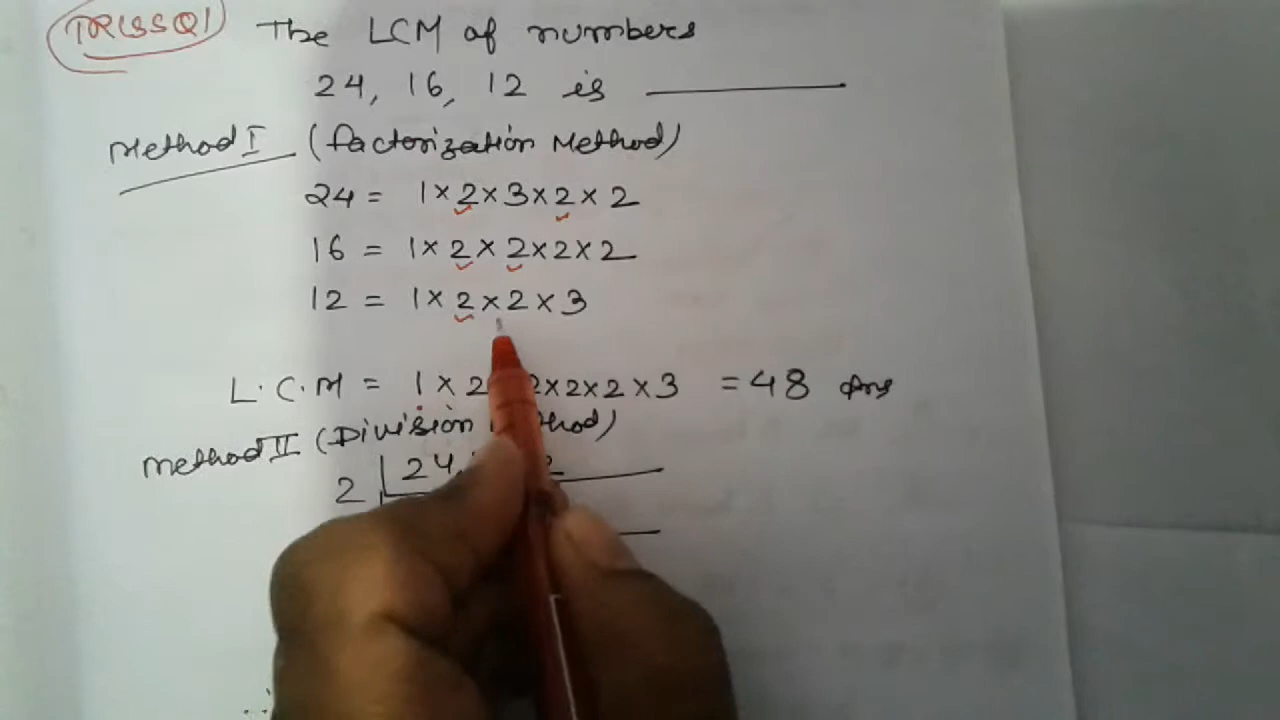 The LCM of numbers
24, 16, 12 is
Method I (factorization Method)
24 = 1×2×3×2×2
16 = 1×2×2×2×2
12 = 1×2×2×3
L.C.M = 1×2 2×2×2×3 = 48 Ans
Method II (Division
2 24,